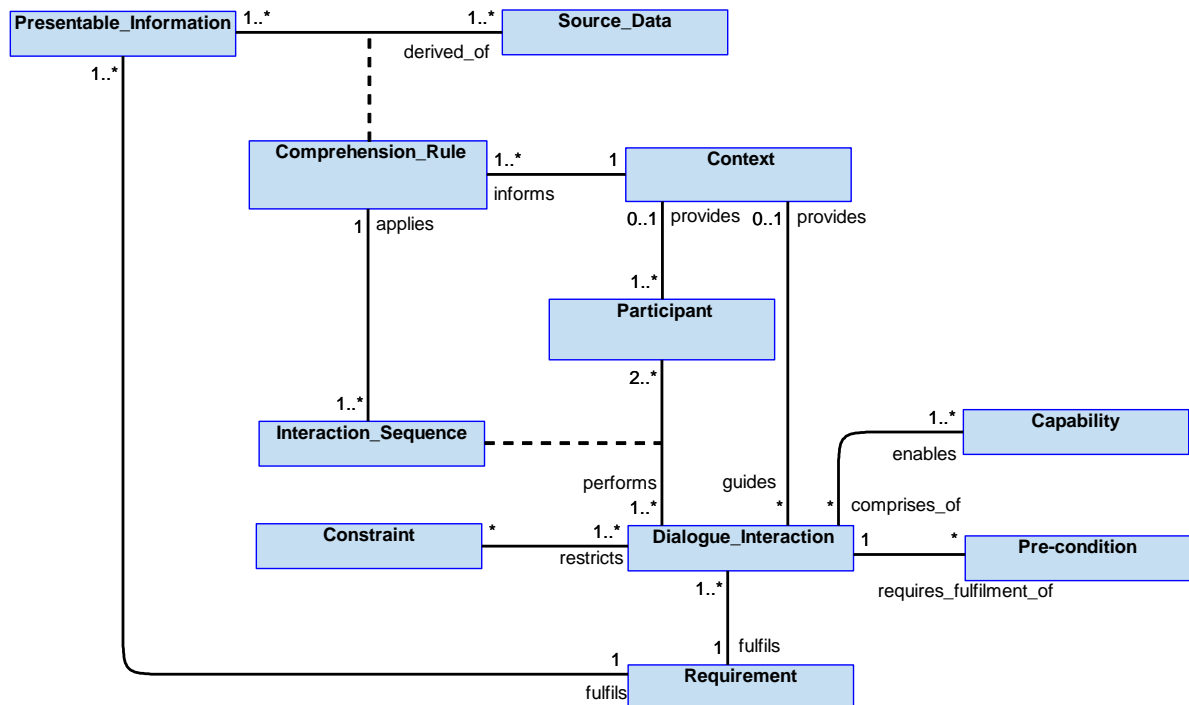 Presentable_Information
1..*
1..*
Source_Data
derived_of
1..*
Comprehension_Rule
1..*
1
Context
informs
1
applies
0..1
provides
0..1
provides
1..*
Participant
2..*
1..*
Interaction_Sequence
1..*
Capability
enables
performs
guides
1..*
*
*
comprises_of
Constraint
*
1..*
restricts
Dialogue_Interaction
1
*
Pre-condition
requires_fulfilment_of
1..*
1
fulfils
1
fulfils
Requirement